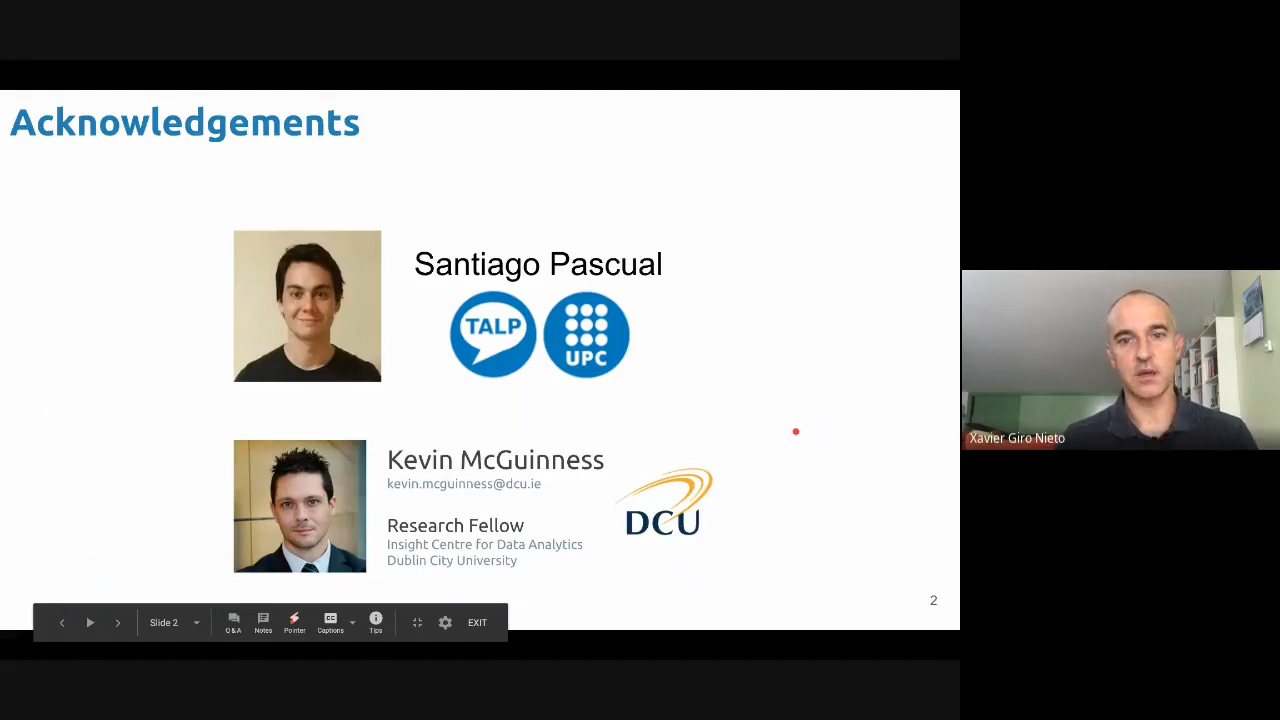 Acknowledgements
Santiago Pascual
TALP
UPC
Kevin McGuinness
kevin.mcguinness@dcu.ie
Research Fellow
Insight Centre for Data Analytics
Dublin City University
DCU
2
Slide 2
Q&A
Notes
Pointer
CC
Captions
Tips
EXIT
Xavier Giro Nieto